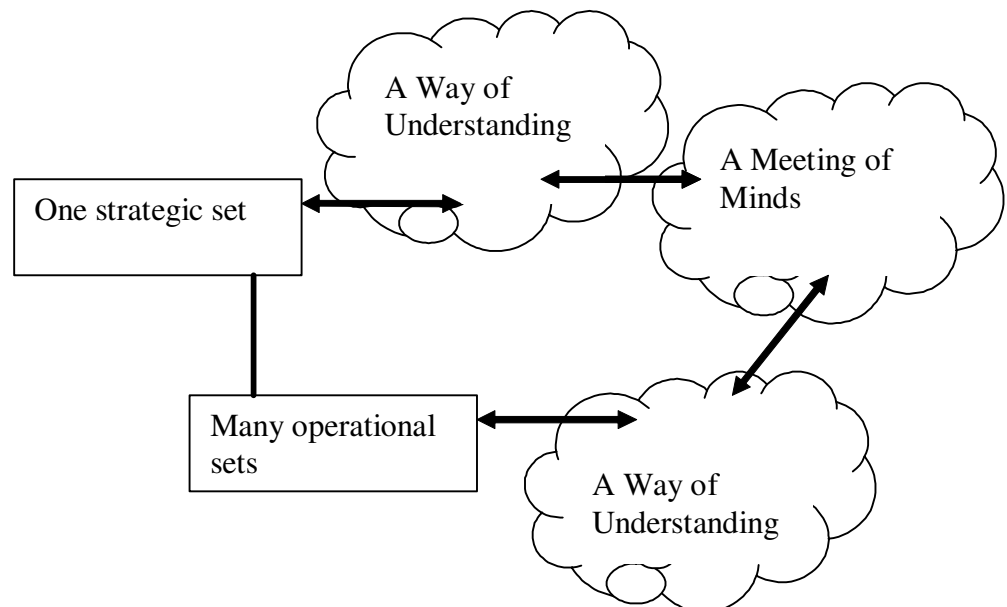 A Way of
Understanding
A Meeting of
Minds
One strategic set
Many operational
sets
A Way of
Understanding